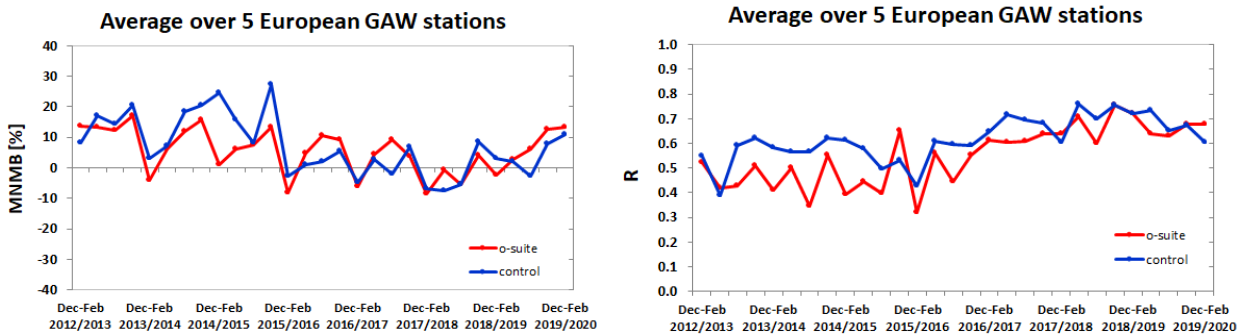 Average over 5 European GAW stations
MNMB [%]
40
30
20
10
0
-10
-20
-30
-40
o-suite
control
Dec-Feb Dec-Feb Dec-Feb Dec-Feb Dec-Feb Dec-Feb Dec-Feb Dec-Feb
2012/2013 2013/2014 2014/2015 2015/2016 2016/2017 2017/2018 2018/2019 2019/2020
Average over 5 European GAW stations
R
1.0
0.9
0.8
0.7
0.6
0.5
0.4
0.3
0.2
0.1
0.0
o-suite
control
Dec-Feb Dec-Feb Dec-Feb Dec-Feb Dec-Feb Dec-Feb Dec-Feb Dec-Feb
2012/2013 2013/2014 2014/2015 2015/2016 2016/2017 2017/2018 2018/2019 2019/2020